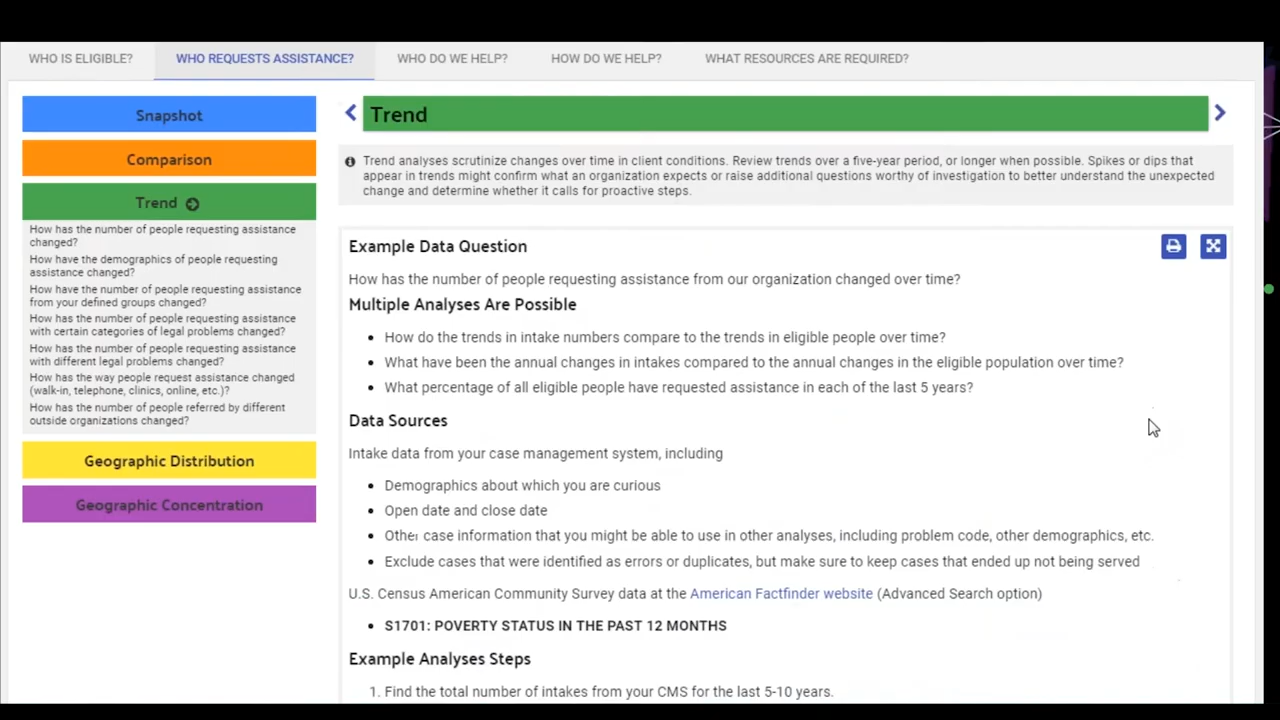 WHO IS ELIGIBLE?
WHO REQUESTS ASSISTANCE?
WHO DO WE HELP?
HOW DO WE HELP?
WHAT RESOURCES ARE REQUIRED?
Snapshot
Comparison
Trend
How has the number of people requesting assistance
changed?
How have the demographics of people requesting
assistance changed?
How have the number of people requesting assistance
from your defined groups changed?
How has the number of people requesting assistance
with certain categories of legal problems changed?
How has the number of people requesting assistance
with different legal problems changed?
How has the way people request assistance changed
(walk-in, telephone, clinics, online, etc.)?
How has the number of people referred by different
outside organizations changed?
Geographic Distribution
Geographic Concentration
Trend
Trend analyses scrutinize changes over time in client conditions. Review trends over a five-year period, or longer when possible. Spikes or dips that
appear in trends might confirm what an organization expects or raise additional questions worthy of investigation to better understand the unexpected
change and determine whether it calls for proactive steps.
Example Data Question
How has the number of people requesting assistance from our organization changed over time?
Multiple Analyses Are Possible
• How do the trends in intake numbers compare to the trends in eligible people over time?
• What have been the annual changes in intakes compared to the annual changes in the eligible population over time?
• What percentage of all eligible people have requested assistance in each of the last 5 years?
Data Sources
Intake data from your case management system, including
• Demographics about which you are curious
• Open date and close date
• Other case information that you might be able to use in other analyses, including problem code, other demographics, etc.
• Exclude cases that were identified as errors or duplicates, but make sure to keep cases that ended up not being served
U.S. Census American Community Survey data at the American Factfinder website (Advanced Search option)
• S1701: POVERTY STATUS IN THE PAST 12 MONTHS
Example Analyses Steps
1. Find the total number of intakes from your CMS for the last 5-10 years.